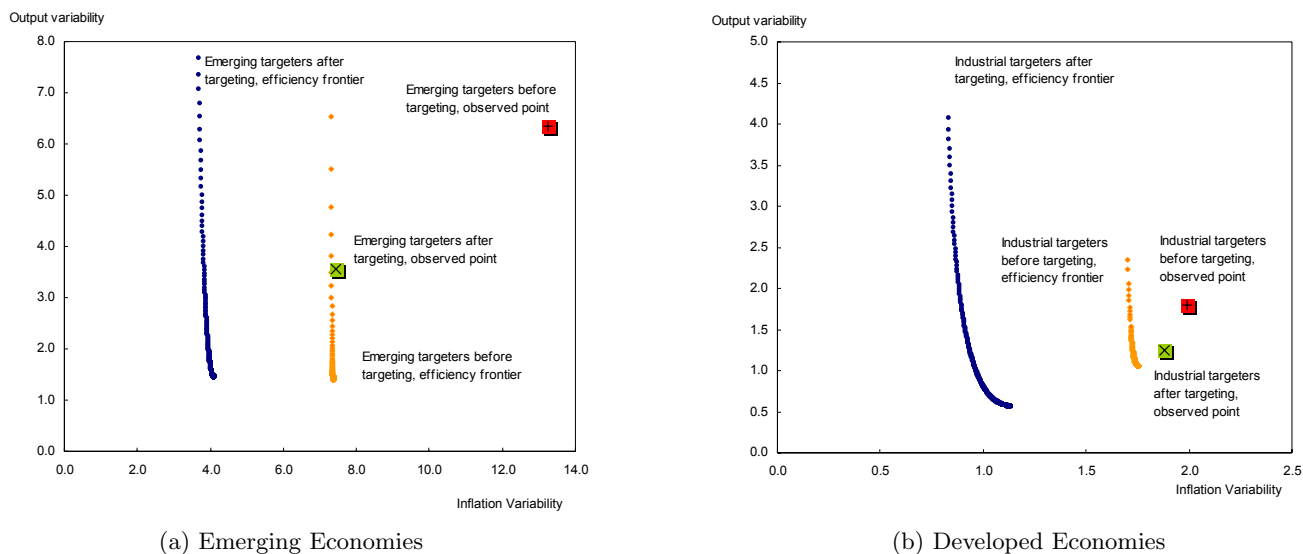 Output variability
8.0
7.0
6.0
5.0
4.0
3.0
2.0
1.0
0.0
0.0
2.0
4.0
6.0
8.0
10.0
12.0
14.0
Emerging targeters after
targeting, efficiency frontier
Emerging targeters before
targeting, observed point
Emerging targeters after
targeting, observed point
Emerging targeters before
targeting, efficiency frontier
Inflation Variability
(a) Emerging Economies
Output variability
5.0
4.5
4.0
3.5
3.0
2.5
2.0
1.5
1.0
0.5
0.0
0.0
0.5
1.0
1.5
2.0
2.5
Industrial targeters after
targeting, efficiency frontier
Industrial targeters
before targeting,
efficiency frontier
Industrial targeters
before targeting,
observed point
Industrial targeters
after targeting,
observed point
Inflation Variability
(b) Developed Economies